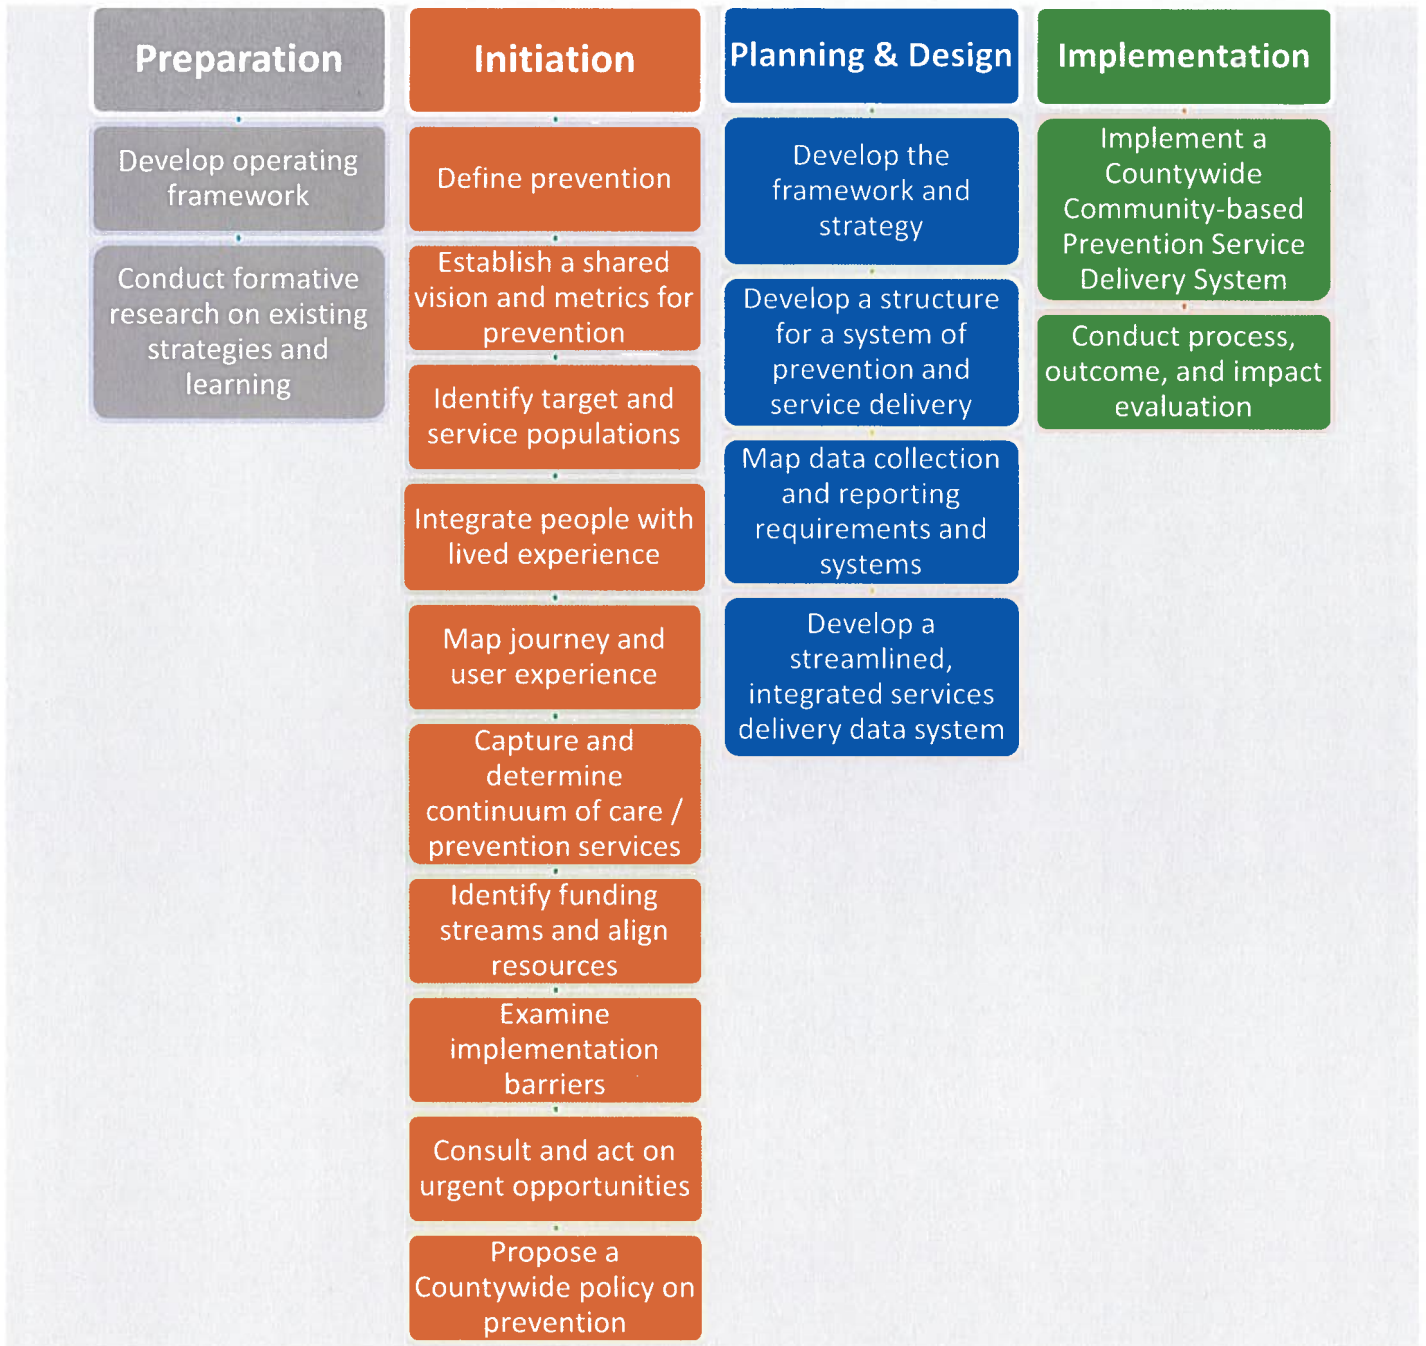 Preparation
Develop operating
framework
Conduct formative
research on existing
strategies and
learning
Initiation
Define prevention
Establish a shared
vision and metrics for
prevention
Identify target and
service populations
Integrate people with
lived experience
Map journey and
user experience
Capture and
determine
continuum of care /
prevention services
Identify funding
streams and align
resources
Examine
implementation
barriers
Consult and act on
urgent opportunities
Propose a
Countywide policy on
prevention
Planning & Design
Develop the
framework and
strategy
Develop a structure
for a system of
prevention and
service delivery
Map data collection
and reporting
requirements and
systems
Develop a
streamlined,
integrated services
delivery data system
Implementation
Implement a
Countywide
Community-based
Prevention Service
Delivery System
Conduct process,
outcome, and impact
evaluation